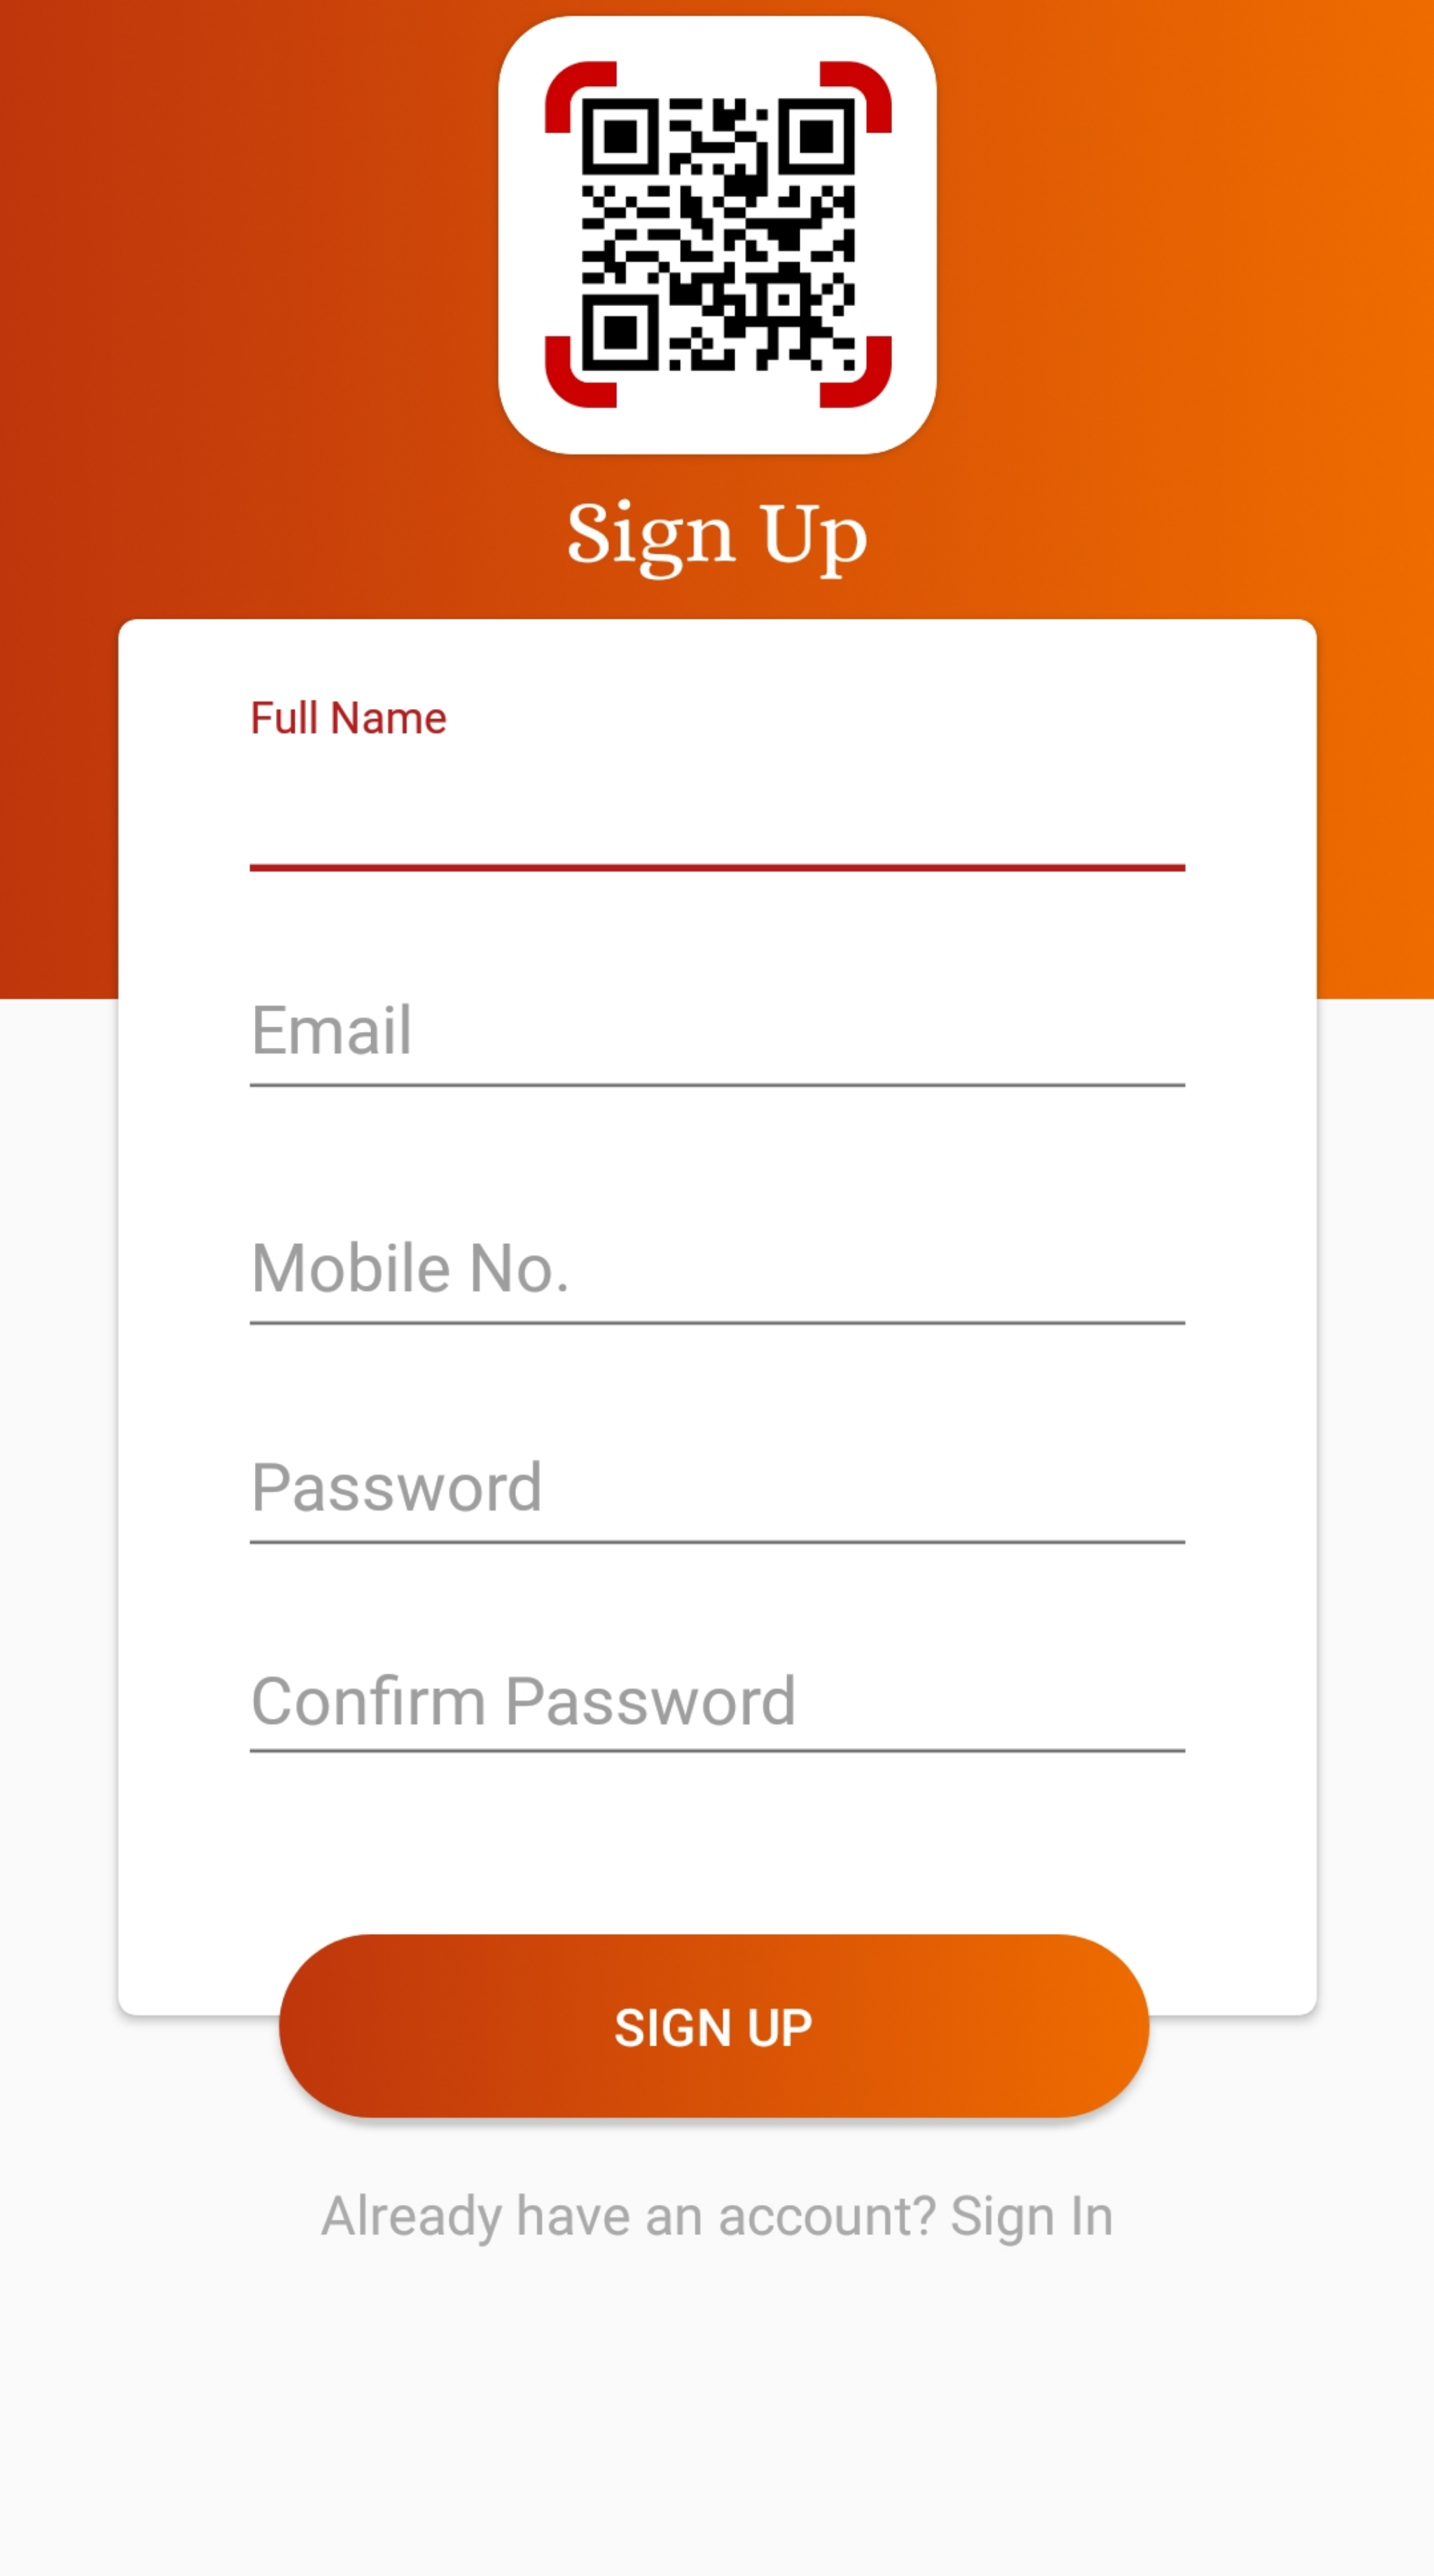 Sign Up
Full Name
Email
Mobile No.
Password
Confirm Password
SIGN UP
Already have an account? Sign In